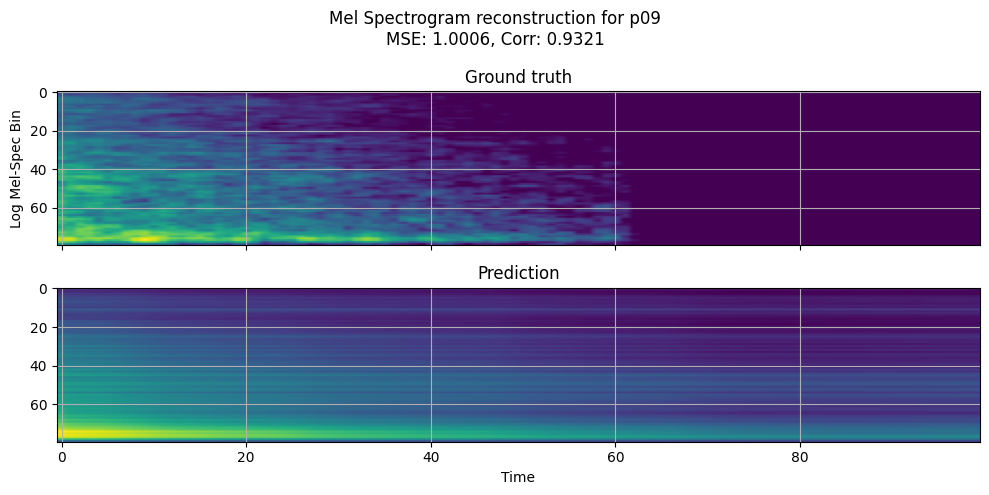 Mel Spectrogram reconstruction for p09
MSE: 1.0006, Corr: 0.9321
Ground truth
Log Mel-Spec Bin
0
20
40
60
Prediction
0
20
40
60
0 20 40 60 80
Time